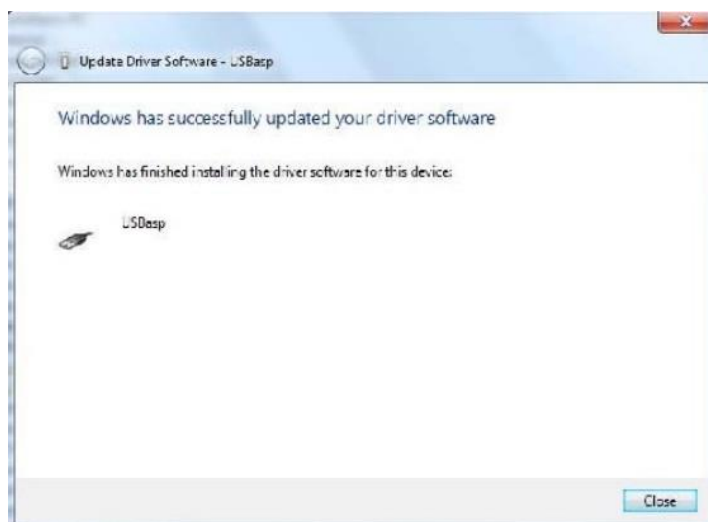 Update Driver Software - USBasp
Windows has successfully updated your driver software
Windows has finished installing the driver software for this device:
USBasp
Close